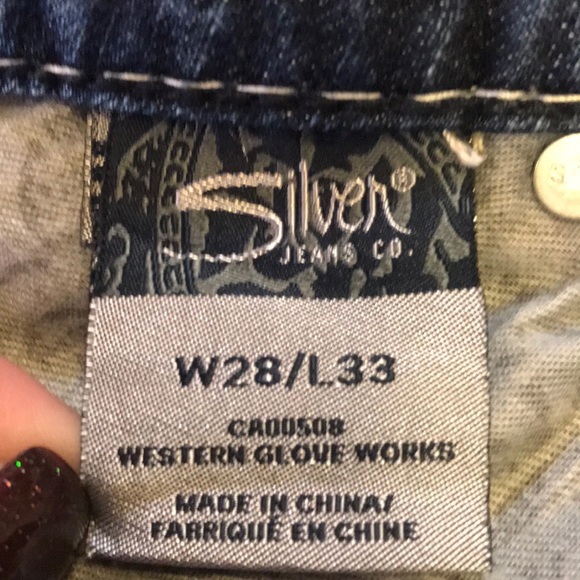 Silver®
JEANS CO.
W28/L33
CA00508
WESTERN GLOVE WORKS
MADE IN CHINA/
FABRIQUÉ EN CHINE